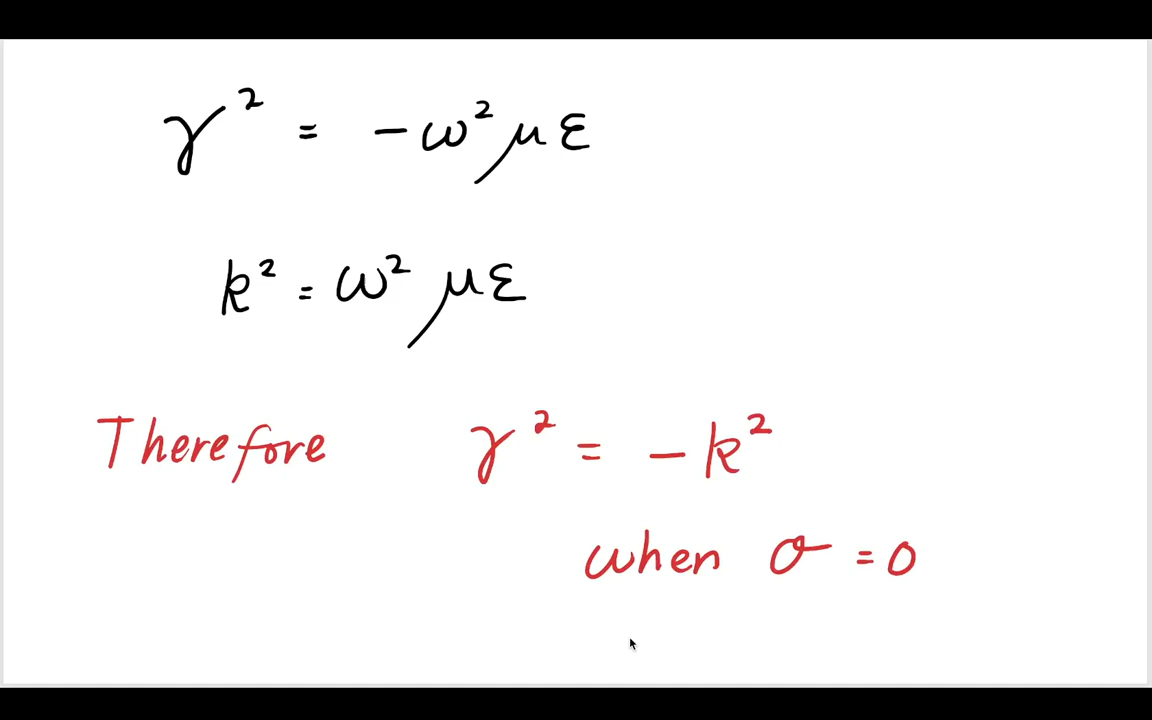 γ² = -ω²με
k² = ω²με
Therefore γ² = -k²
when σ = 0